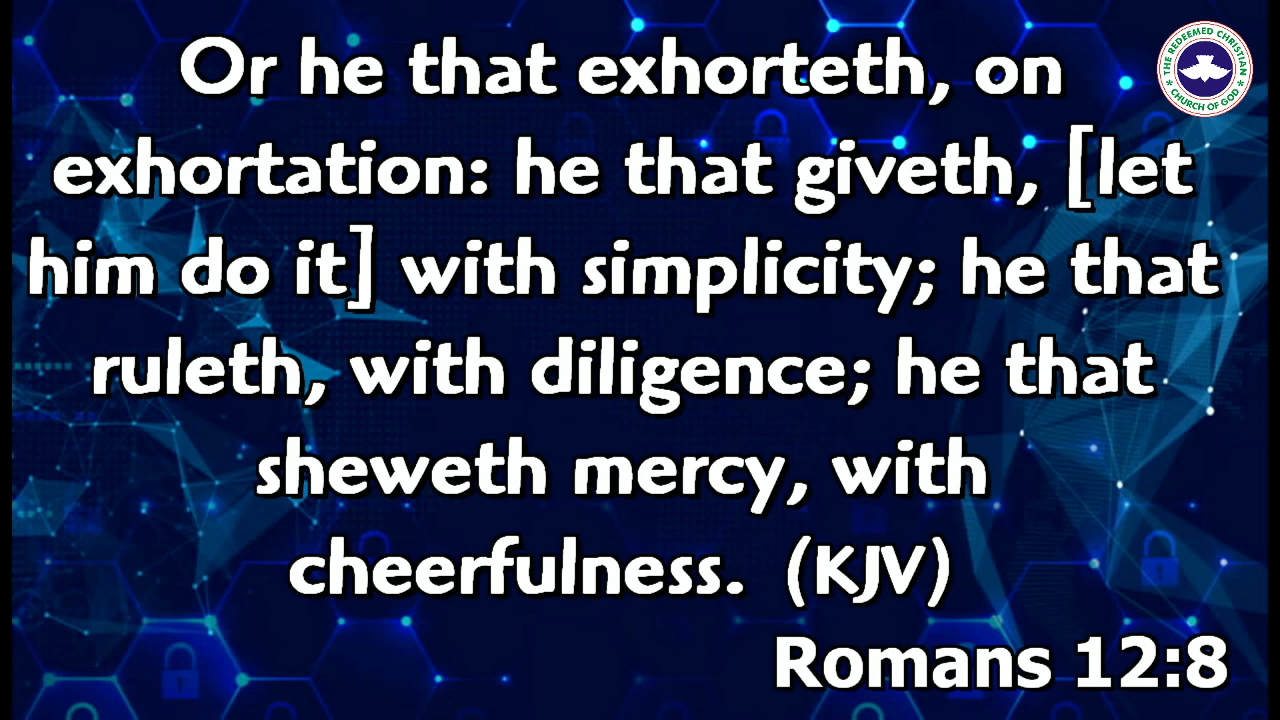 Or he that exhorteth, on
exhortation: he that giveth, [let
him do it] with simplicity; he that
ruleth, with diligence; he that
sheweth mercy, with
cheerfulness. (KJV)
Romans 12:8
THE REDEEMED CHRISTIAN
CHURCH OF GOD